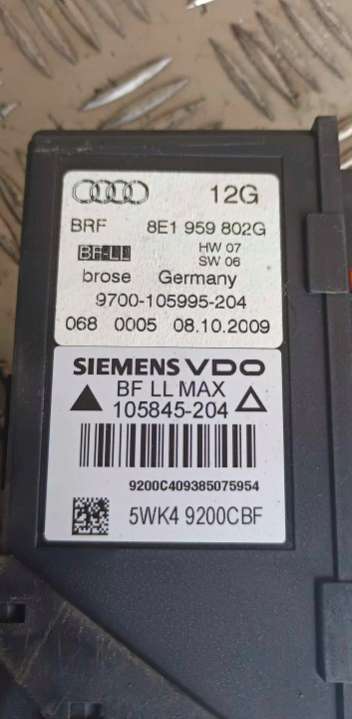 12G
BRF 8E1 959 802G
BF-LL HW 07
SW 06
brose Germany
9700-105995-204
068 0005 08.10.2009
SIEMENS VDO
BF LL MAX
105845-204
9200C409385075954
5WK4 9200CBF